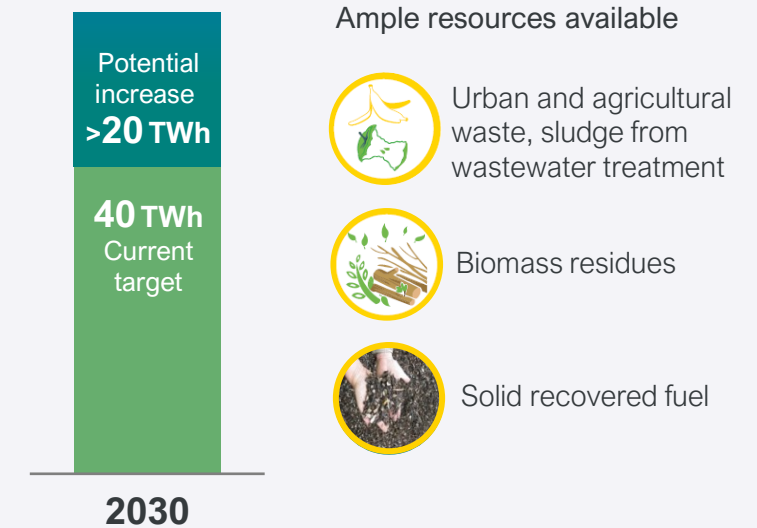 Ample resources available
Potential
increase
>20 TWh
40 TWh
Current
target
2030
Urban and agricultural
waste, sludge from
wastewater treatment
Biomass residues
Solid recovered fuel